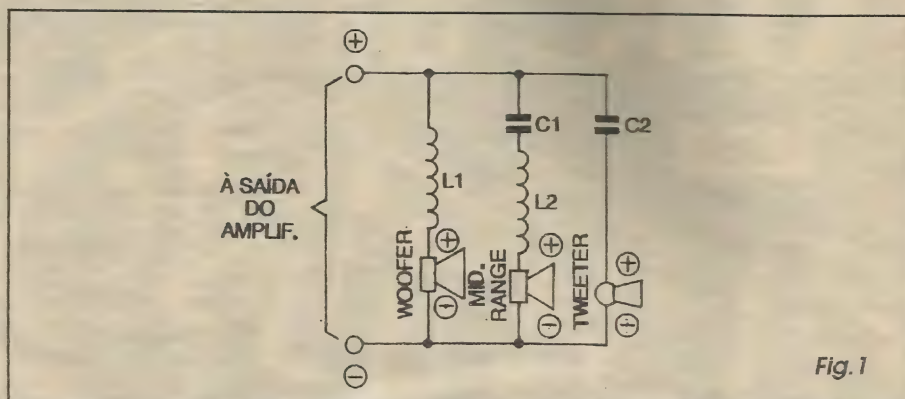 ⊕
C1
C2
L1
À SAÍDA
DO
AMPLIF.
L2
WOOFER
⊕
⊖
MID.
RANGE
⊕
⊖
TWEETER
⊕
⊖
⊖
Fig.1